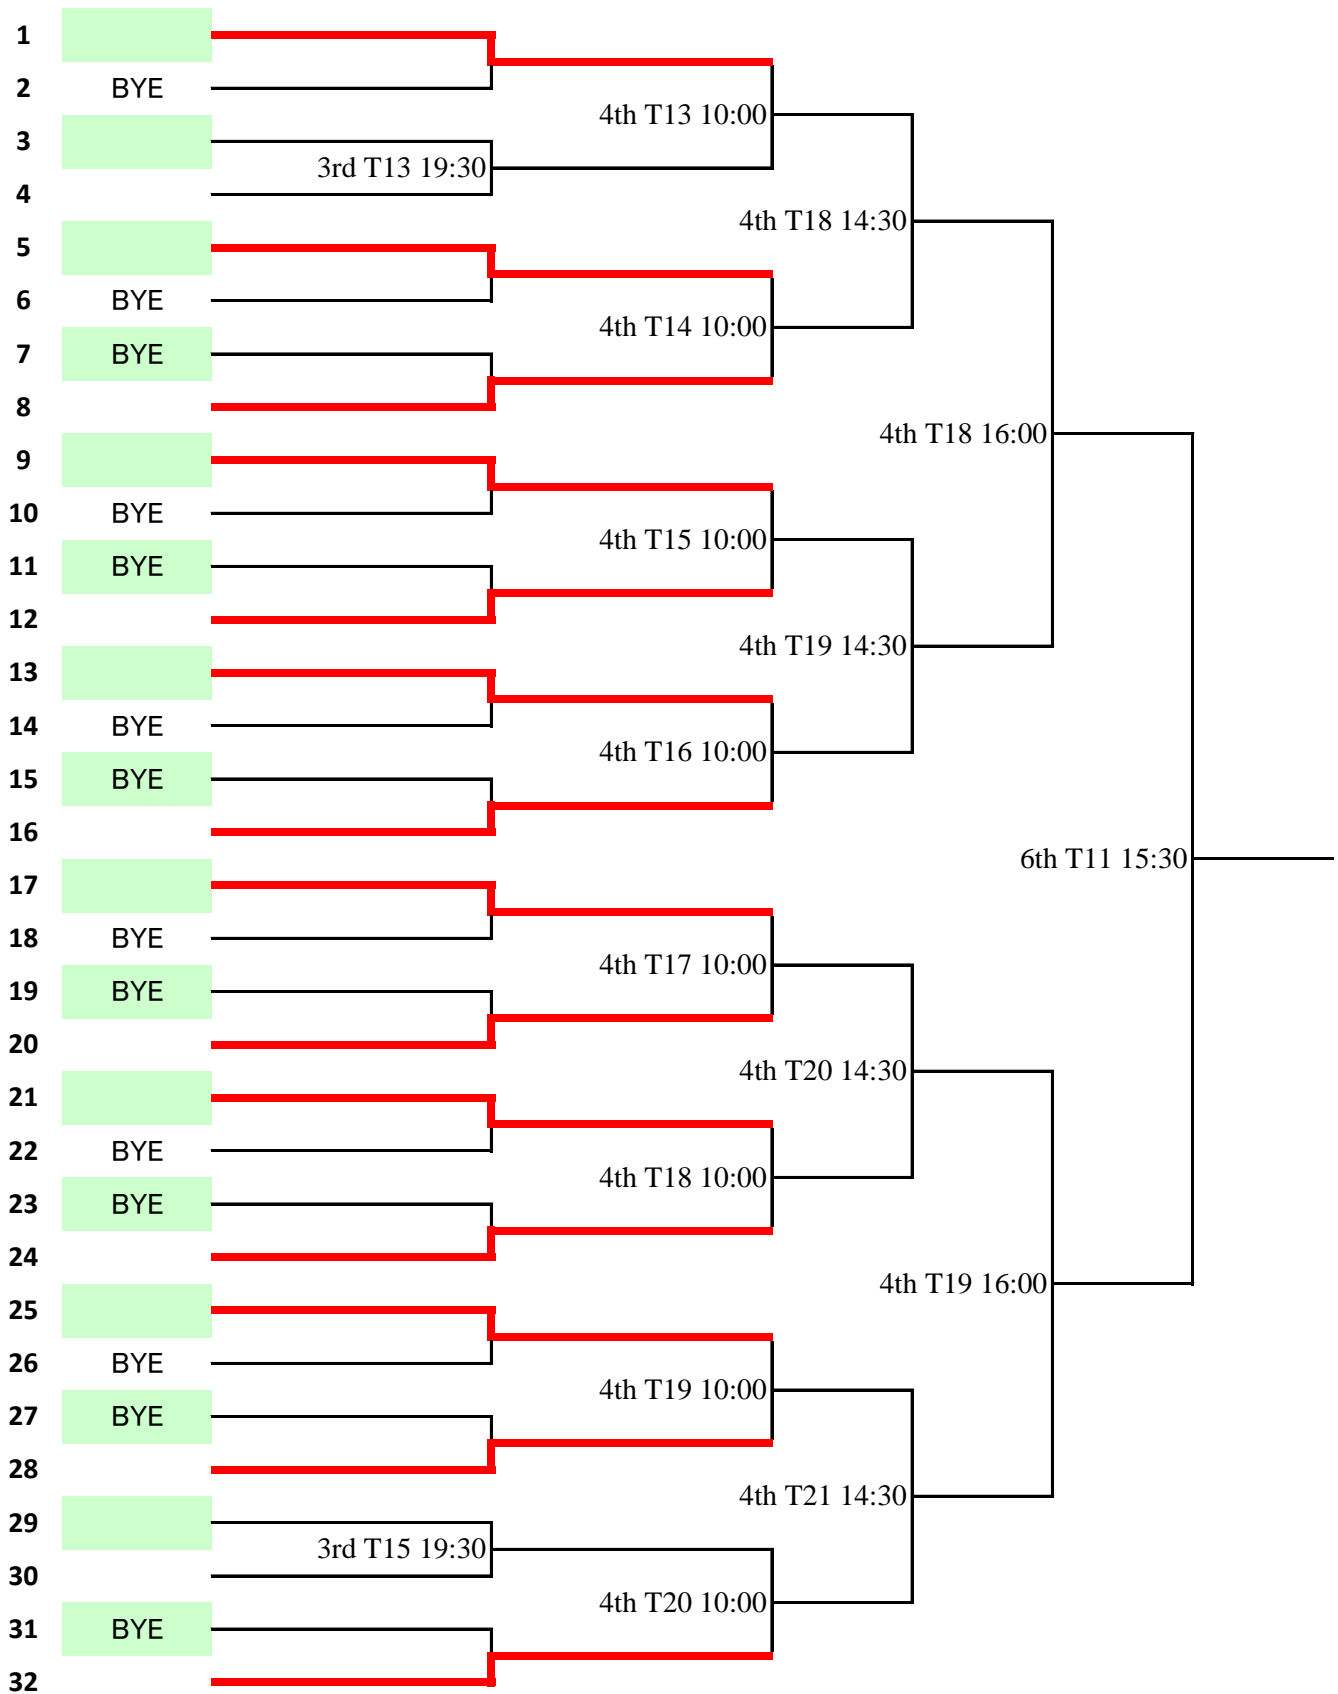 1
2 BYE
4th T13 10:00
3
3rd T13 19:30
4
4th T18 14:30
5
6 BYE
4th T14 10:00
7 BYE
8
4th T18 16:00
9
10 BYE
4th T15 10:00
11 BYE
12
4th T19 14:30
13
14 BYE
4th T16 10:00
15 BYE
16
6th T11 15:30
17
18 BYE
4th T17 10:00
19 BYE
20
4th T20 14:30
21
22 BYE
4th T18 10:00
23 BYE
24
4th T19 16:00
25
26 BYE
4th T19 10:00
27 BYE
28
4th T21 14:30
29
3rd T15 19:30
30
4th T20 10:00
31 BYE
32